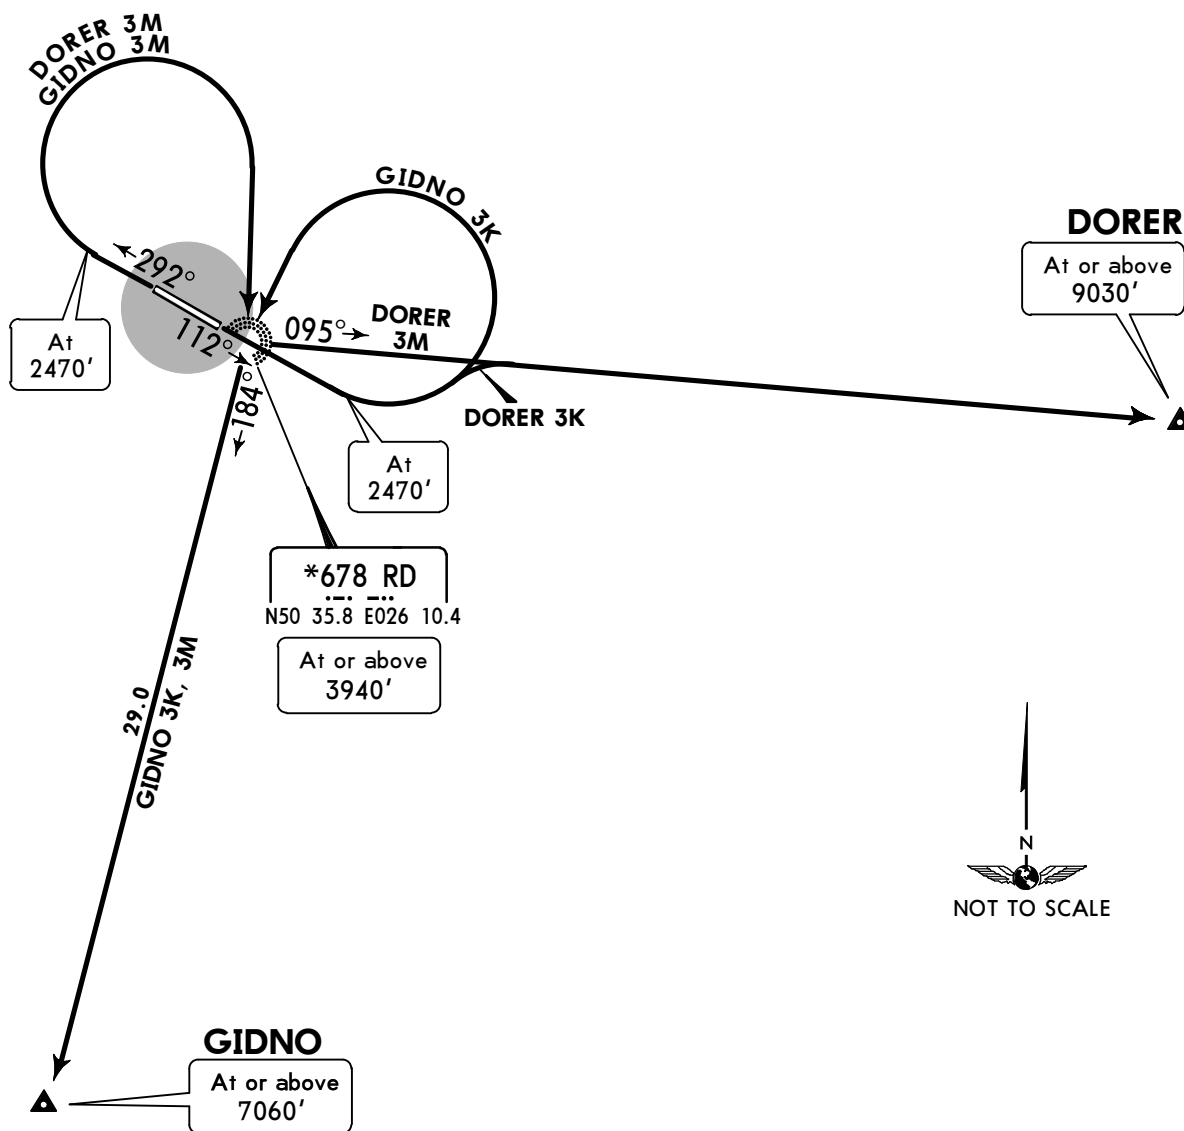 DORER 3M
GIDNO 3M
GIDNO 3K
DORER
At or above
9030'
292°
At
2470'
112°
095°
DORER
3M
184°
DORER 3K
At
2470'
*678 RD
N50 35.8 E026 10.4
At or above
3940'
29.0
GIDNO 3K, 3M
N
NOT TO SCALE
GIDNO
At or above
7060'